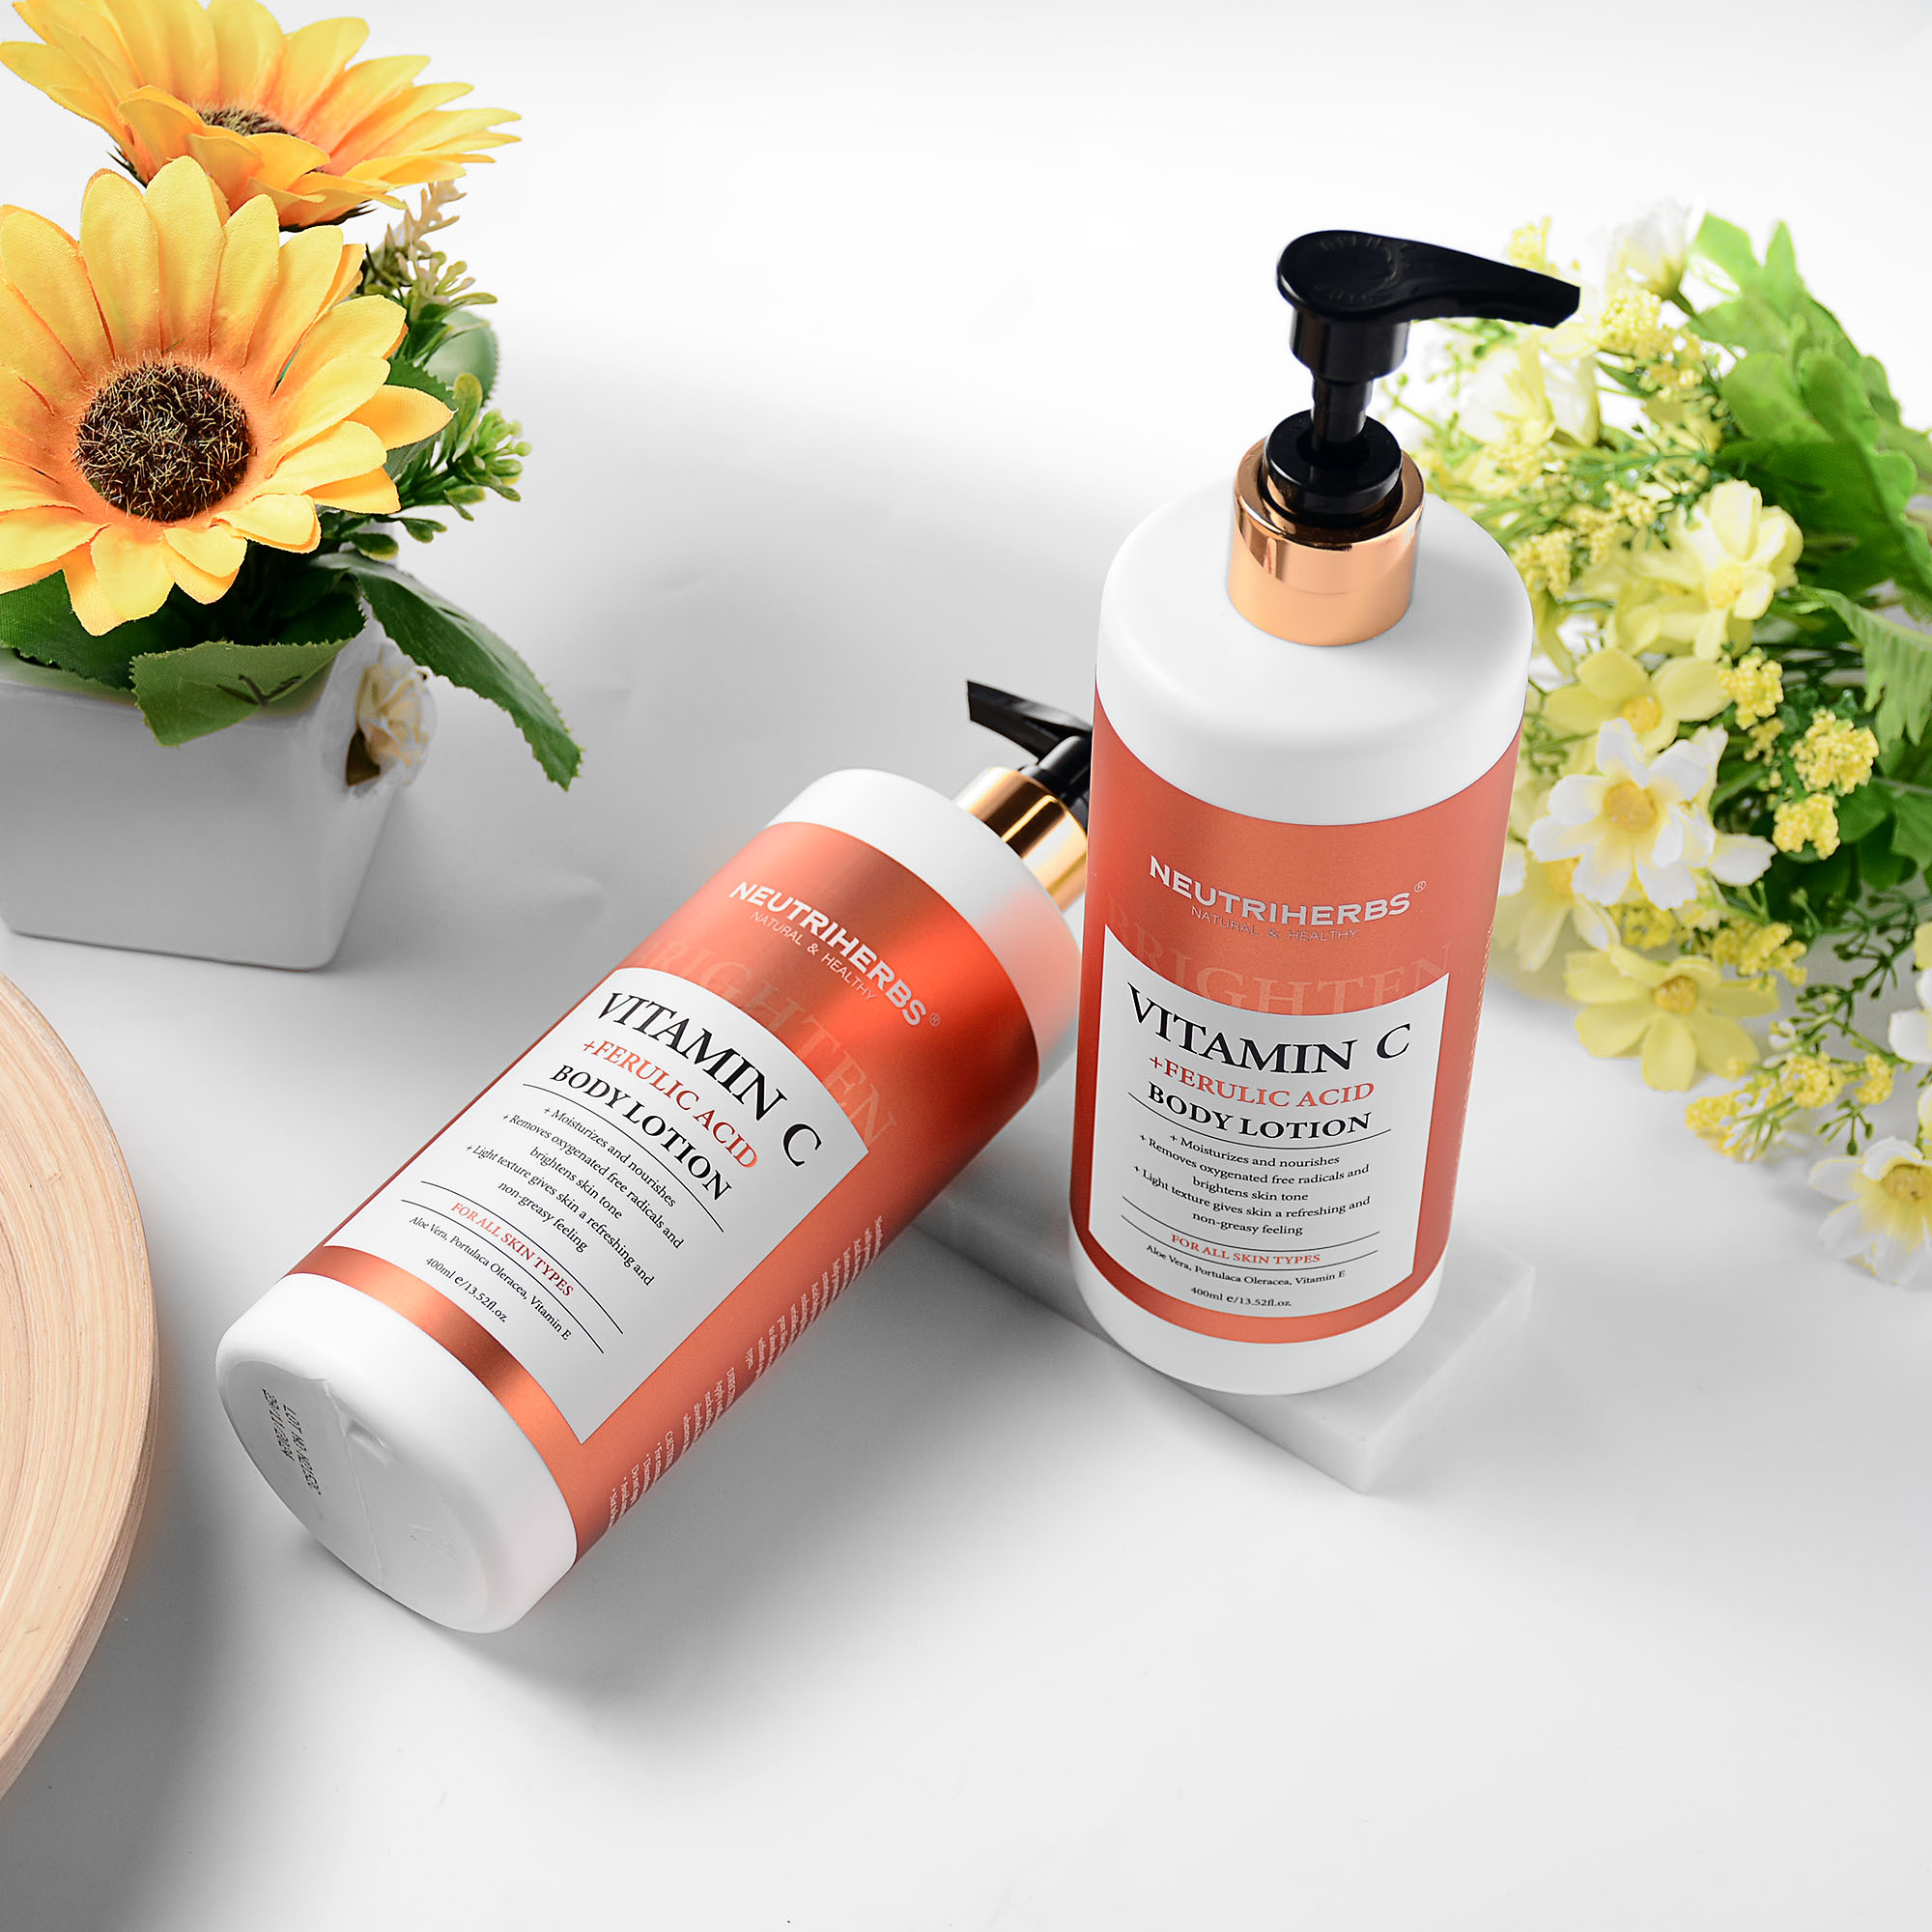 NEUTRIHERBS®
NATURAL & HEALTHY
BRIGHTEN
VITAMIN C
+FERULIC ACID
BODY LOTION
+ Moisturizes and nourishes
+ Removes oxygenated free radicals and
brightens skin tone
+ Light texture gives skin a refreshing and
non-greasy feeling
FOR ALL SKIN TYPES
Aloe Vera, Portulaca Oleracea, Vitamin E
400ml e/13.52fl.oz
NEUTRIHERBS®
NATURAL & HEALTHY
BRIGHTEN
VITAMIN C
+FERULIC ACID
BODY LOTION
+ Moisturizes and nourishes
+ Removes oxygenated free radicals and
brightens skin tone
+ Light texture gives skin a refreshing and
non-greasy feeling
FOR ALL SKIN TYPES
Aloe Vera, Portulaca Oleracea, Vitamin E
400ml e/13.52fl.oz
OPEN